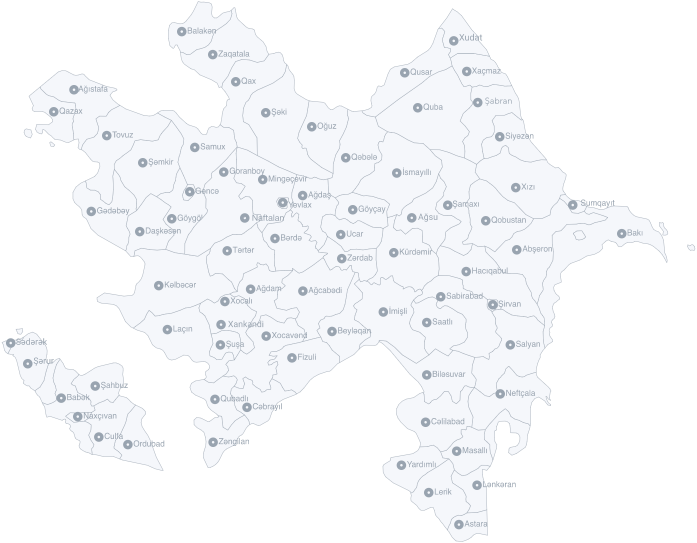 Balakən
Xudat
Zaqatala
Qusar
Xaçmaz
Qax
Ağıstafa
Şabran
Quba
Qazax
Şəki
Oğuz
Tovuz
Siyəzən
Samux
Qəbələ
Şəmkir
Goranboy
İsmayıllı
Mingəçevir
Xızı
Gəncə
Ağdaş
Yevlax
Sumqayıt
Şamaxı
Gədəbəy
Göyçay
Göygöl
Naftalan
Ağsu
Qobustan
Daşkəsən
Bakı
Ucar
Bərdə
Tərtər
Abşeron
Kürdəmir
Zərdab
Hacıqabul
Kəlbəcər
Ağdam
Ağcabədi
Sabirabad
Xocalı
Şirvan
İmişli
Xankəndi
Saatlı
Laçın
Beyləqan
Xocavənd
Sədərək
Şuşa
Salyan
Füzuli
Şərur
Biləsuvar
Şahbuz
Neftçala
Babək
Qubadlı
Cəbrayıl
Naxçıvan
Cəlilabad
Culfa
Zəngilan
Ordubad
Masallı
Yardımlı
Lənkəran
Lerik
Astara